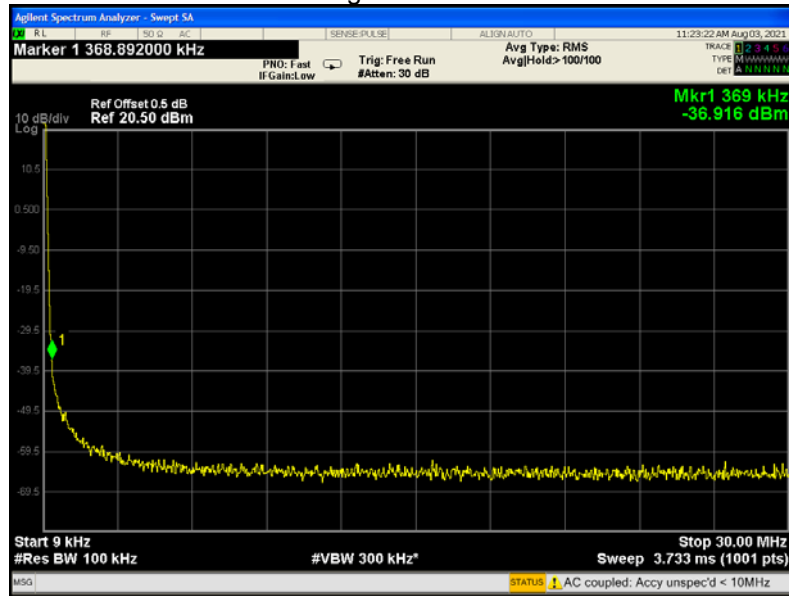 Agilent Spectrum Analyzer - Swept SA
RL RF 50 Ω AC SENSE:PULSE ALIGNAUTO 11:23:22 AM Aug 03, 2021
Marker 1 368.892000 kHz
PNO: Fast
IFGain:Low
Trig: Free Run
#Atten: 30 dB
Avg Type: RMS
Avg|Hold:>100/100
TRACE 1 2 3 4 5 6
TYPE MWWWWW
DET A N N N N N
Ref Offset 0.5 dB
Ref 20.50 dBm
Mkr1 369 kHz
-36.916 dBm
10 dB/div
Log
10.5
0.500
-9.50
-19.5
-29.5
1
-39.5
-49.5
-59.5
-69.5
Start 9 kHz
Stop 30.00 MHz
#Res BW 100 kHz #VBW 300 kHz* Sweep 3.733 ms (1001 pts)
MSG STATUS AC coupled: Accy unspec'd < 10MHz